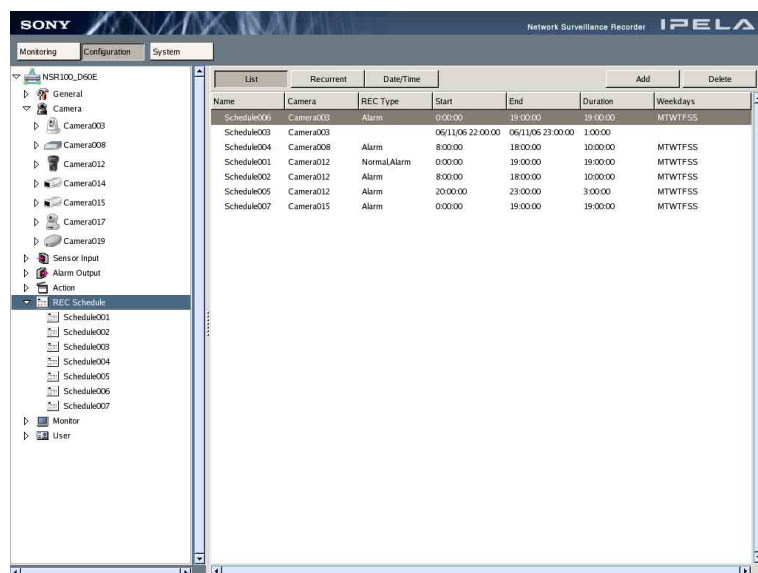 SONY
Network Surveillance Recorder IPELA
Monitoring Configuration System
NSR100_D60E
General
Camera
Camera003
Camera008
Camera012
Camera014
Camera015
Camera017
Camera019
Sensor Input
Alarm Output
Action
REC Schedule
Schedule001
Schedule002
Schedule003
Schedule004
Schedule005
Schedule006
Schedule007
Monitor
User
List Recurrent Date/Time Add Delete
Name Camera REC Type Start End Duration Weekdays
Schedule006 Camera003 Alarm 0:00:00 19:00:00 19:00:00 MTWTFSS
Schedule003 Camera003 06/11/06 22:00:00 06/11/06 23:00:00 1:00:00
Schedule004 Camera008 Alarm 8:00:00 18:00:00 10:00:00 MTWTFSS
Schedule001 Camera012 Normal,Alarm 0:00:00 19:00:00 19:00:00 MTWTFSS
Schedule002 Camera012 Alarm 8:00:00 18:00:00 10:00:00 MTWTFSS
Schedule005 Camera012 Alarm 20:00:00 23:00:00 3:00:00 MTWTFSS
Schedule007 Camera015 Alarm 0:00:00 19:00:00 19:00:00 MTWTFSS